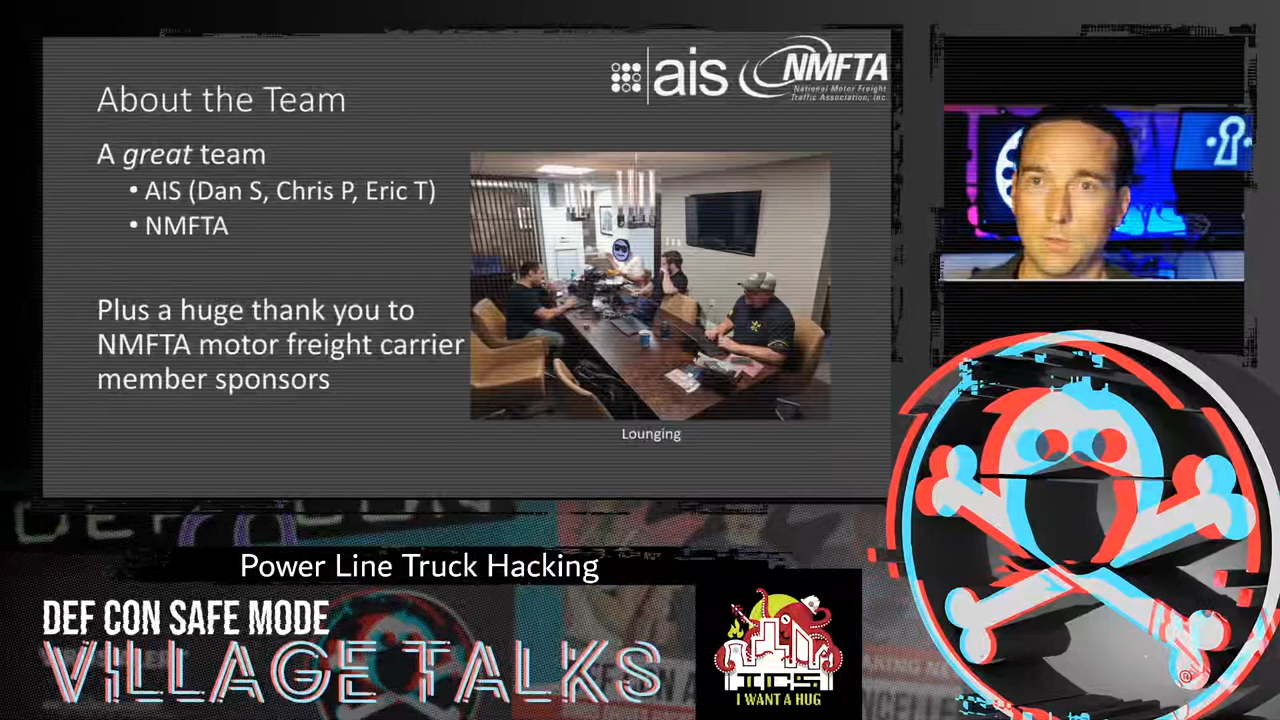 ais
NMFTA
National Motor Freight
Traffic Association, Inc.
About the Team
A great team
• AIS (Dan S, Chris P, Eric T)
• NMFTA
Plus a huge thank you to
NMFTA motor freight carrier
member sponsors
Lounging
Power Line Truck Hacking
DEF CON SAFE MODE
VILLAGE TALKS
ICS
I WANT A HUG